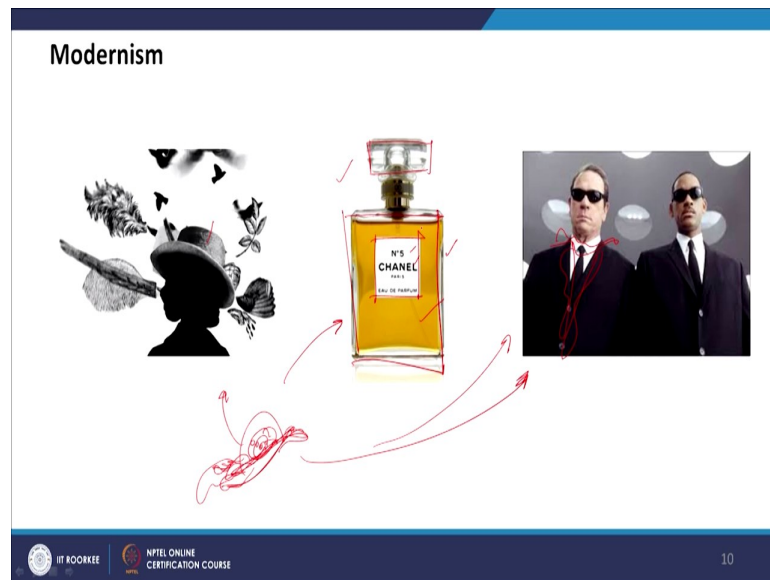 Modernism
N°5
CHANEL
PARIS
EAU DE PARFUM
IIT ROORKEE
NPTEL ONLINE
CERTIFICATION COURSE
10